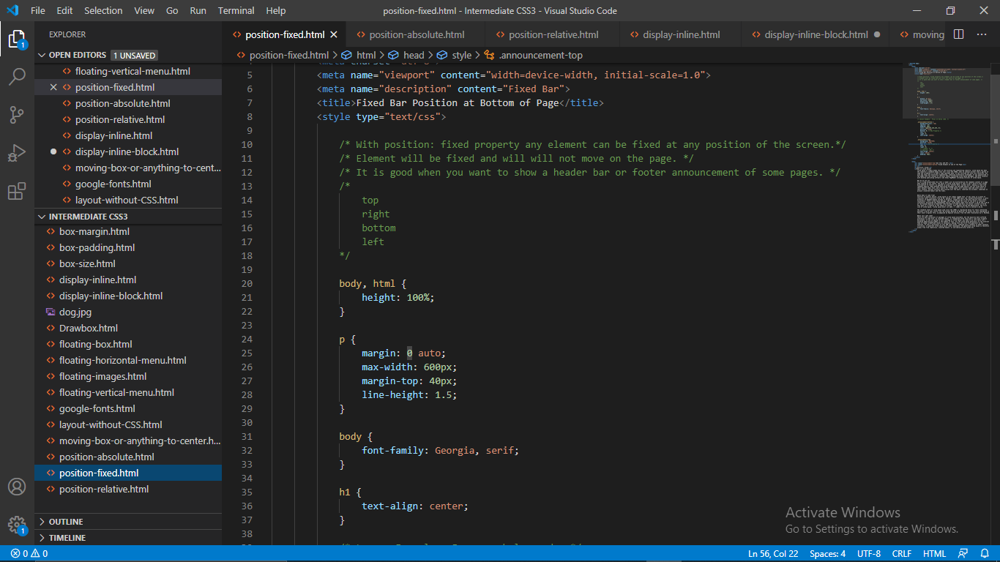 File Edit Selection View Go Run Terminal Help position-fixed.html - Intermediate CSS3 - Visual Studio Code
EXPLORER
OPEN EDITORS 1 UNSAVED
floating-vertical-menu.html
position-fixed.html
position-absolute.html
position-relative.html
display-inline.html
display-inline-block.html
moving-box-or-anything-to-cent...
google-fonts.html
layout-without-CSS.html
INTERMEDIATE CSS3
box-margin.html
box-padding.html
box-size.html
display-inline.html
display-inline-block.html
dog.jpg
Drawbox.html
floating-box.html
floating-horizontal-menu.html
floating-images.html
floating-vertical-menu.html
google-fonts.html
layout-without-CSS.html
moving-box-or-anything-to-center.h...
position-absolute.html
position-fixed.html
position-relative.html
OUTLINE
TIMELINE
1
1
position-fixed.html position-absolute.html position-relative.html display-inline.html display-inline-block.html moving
position-fixed.html > html > head > style > .announcement-top
5 <meta name="viewport" content="width=device-width, initial-scale=1.0">
6 <meta name="description" content="Fixed Bar">
7 <title>Fixed Bar Position at Bottom of Page</title>
8 <style type="text/css">
9
10 /* With position: fixed property any element can be fixed at any position of the screen.*/
11 /* Element will be fixed and will will not move on the page. */
12 /* It is good when you want to show a header bar or footer announcement of some pages. */
13 /*
14 top
15 right
16 bottom
17 left
18 */
19
20 body, html {
21 height: 100%;
22 }
23
24 p {
25 margin: 0 auto;
26 max-width: 600px;
27 margin-top: 40px;
28 line-height: 1.5;
29 }
30
31 body {
32 font-family: Georgia, serif;
33 }
34
35 h1 {
36 text-align: center;
37 }
38
Activate Windows
Go to Settings to activate Windows.
0 0 Ln 56, Col 22 Spaces: 4 UTF-8 CRLF HTML